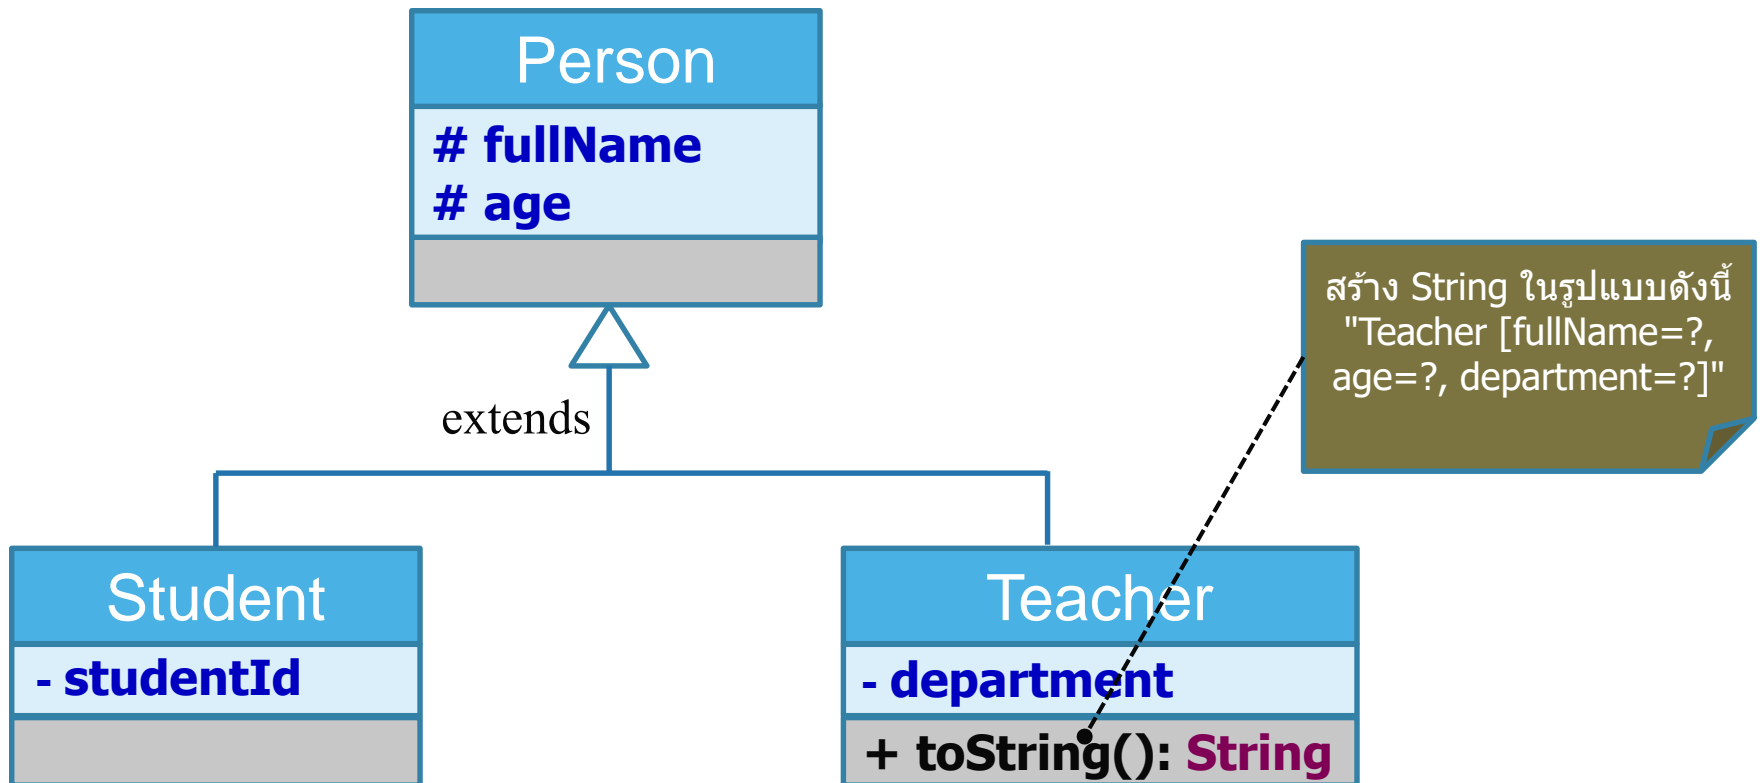 Person
# fullName
# age
สร้าง String ในรูปแบบดังนี้
"Teacher [fullName=?,
age=?, department=?]"
extends
Student
- studentId
Teacher
- department
+ toString(): String